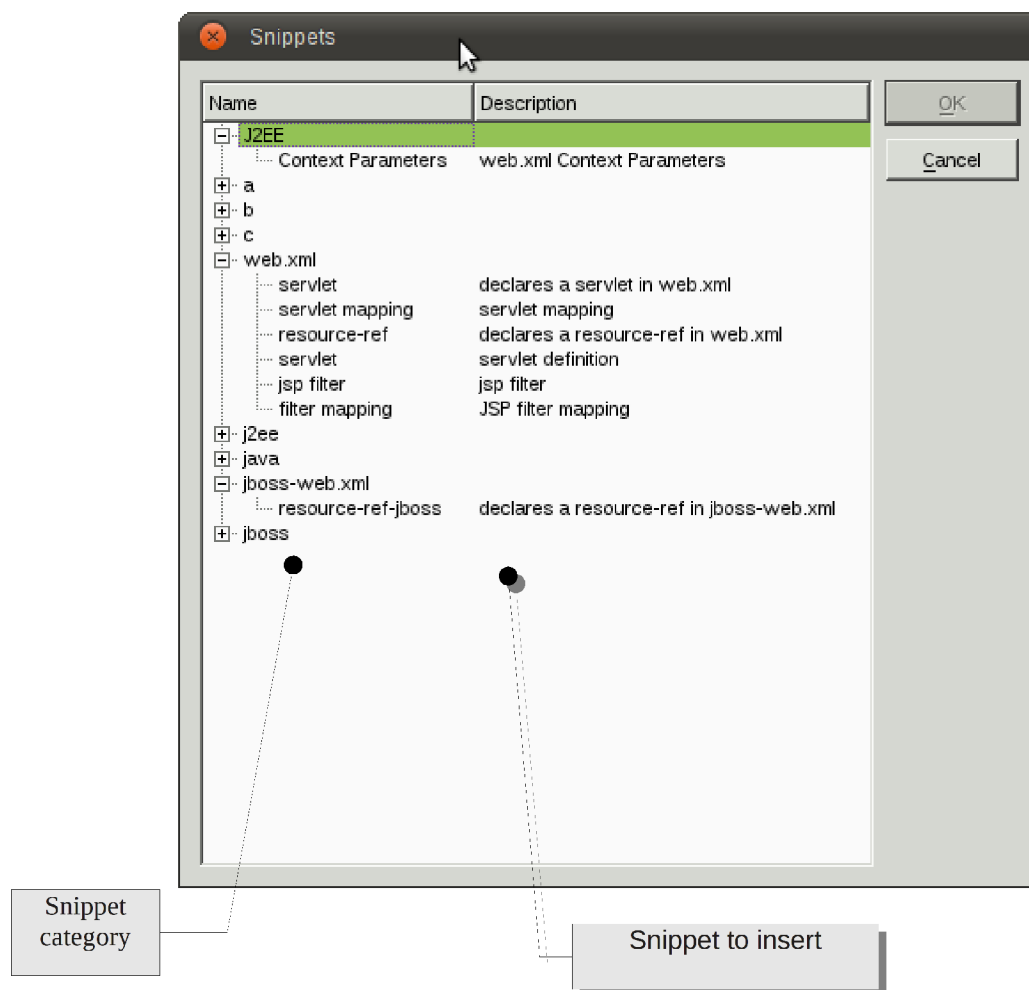 Snippets
Name Description
J2EE
Context Parameters web.xml Context Parameters
a
b
c
web.xml
servlet declares a servlet in web.xml
servlet mapping servlet mapping
resource-ref declares a resource-ref in web.xml
servlet servlet definition
jsp filter jsp filter
filter mapping JSP filter mapping
j2ee
java
jboss-web.xml
resource-ref-jboss declares a resource-ref in jboss-web.xml
jboss
OK
Cancel
Snippet
category
Snippet to insert